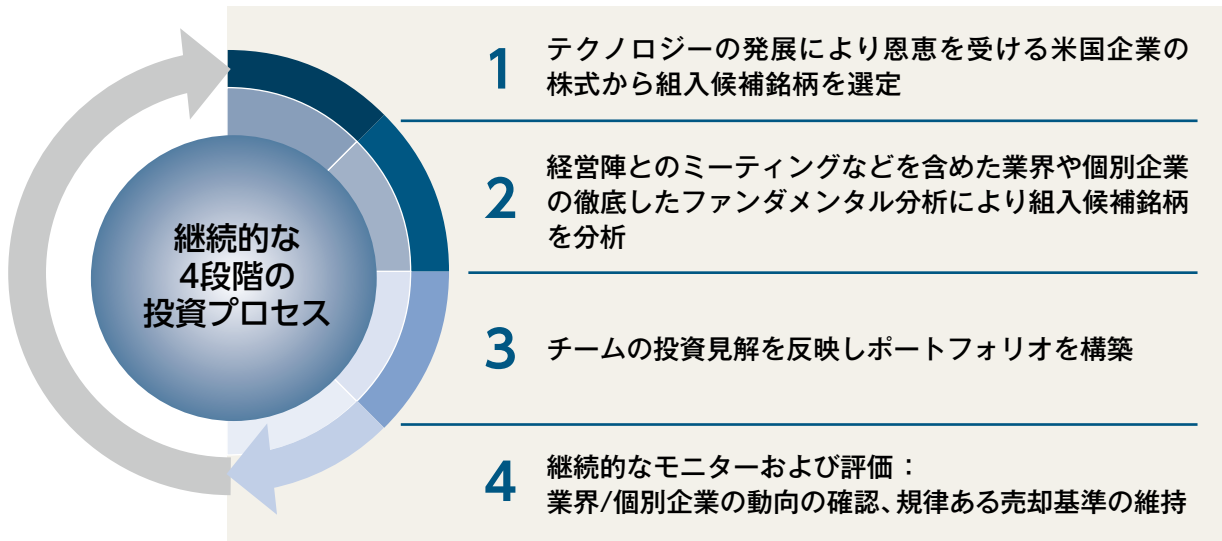 継続的な
4段階の
投資プロセス
1
テクノロジーの発展により恩恵を受ける米国企業の
株式から組入候補銘柄を選定
2
経営陣とのミーティングなどを含めた業界や個別企業
の徹底したファンダメンタル分析により組入候補銘柄
を分析
3
チームの投資見解を反映しポートフォリオを構築
4
継続的なモニターおよび評価：
業界/個別企業の動向の確認、規律ある売却基準の維持